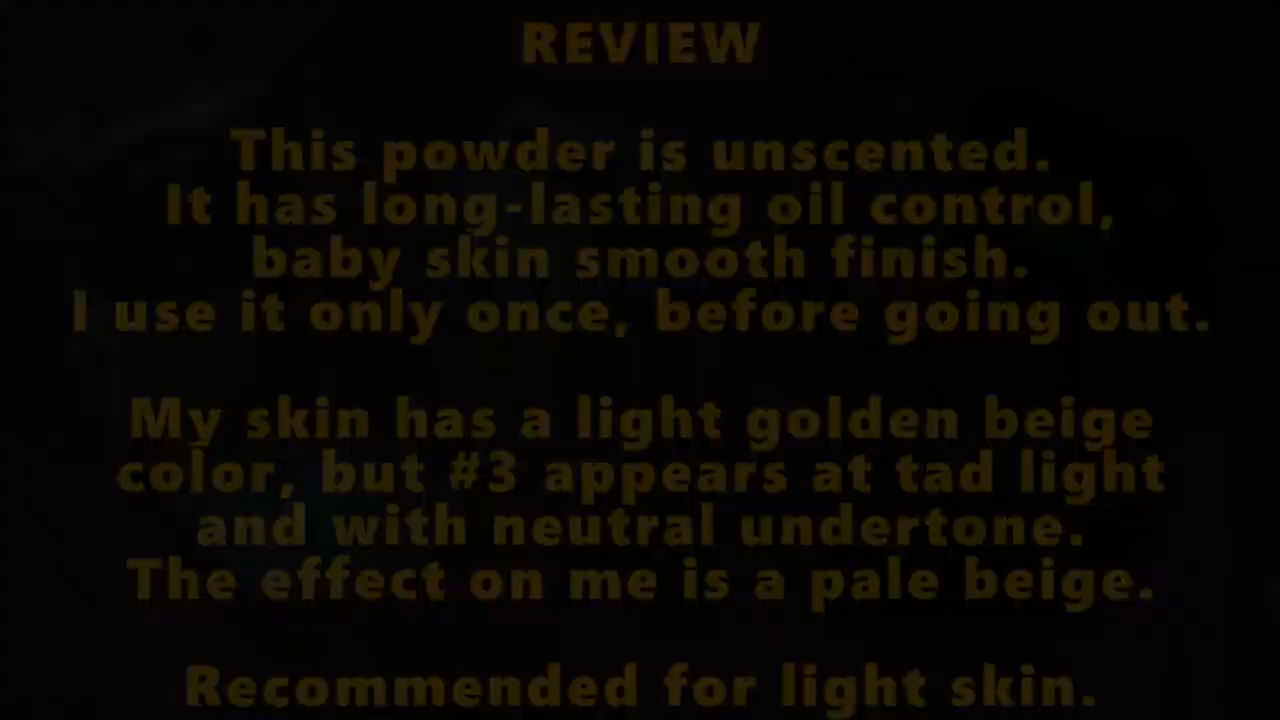 REVIEW
This powder is unscented.
It has long-lasting oil control,
baby skin smooth finish.
I use it only once, before going out.
My skin has a light golden beige
color, but #3 appears at tad light
and with neutral undertone.
The effect on me is a pale beige.
Recommended for light skin.